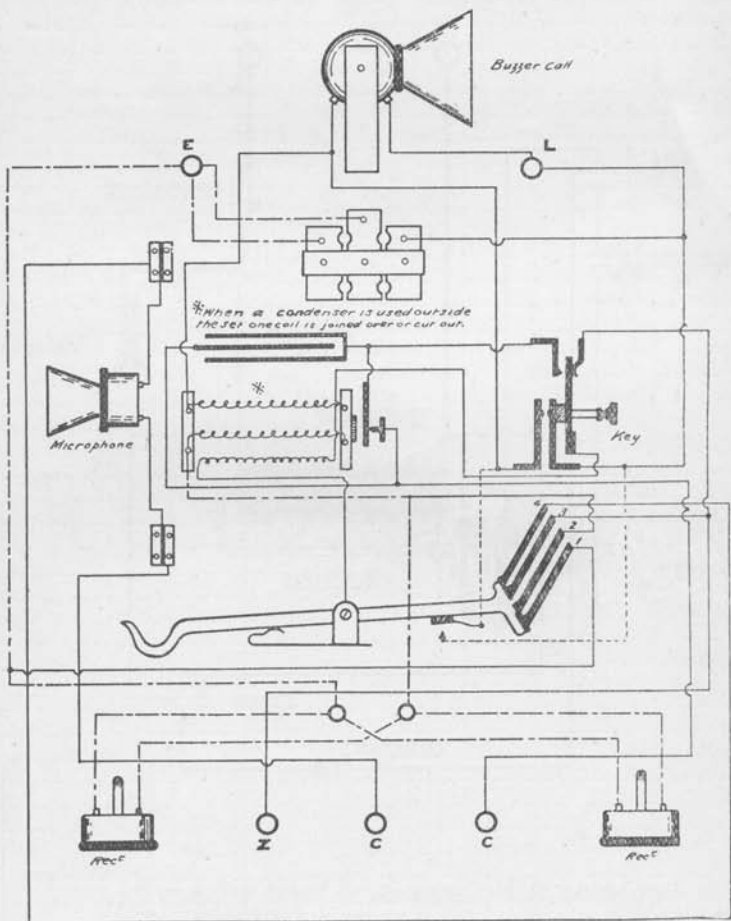 Buzzer Call
E
L
*:When a condenser is used outside
the set one coil is joined over or cut out.
*
Microphone
Key
4
3
2
1
Recr
Z
C
C
Recr